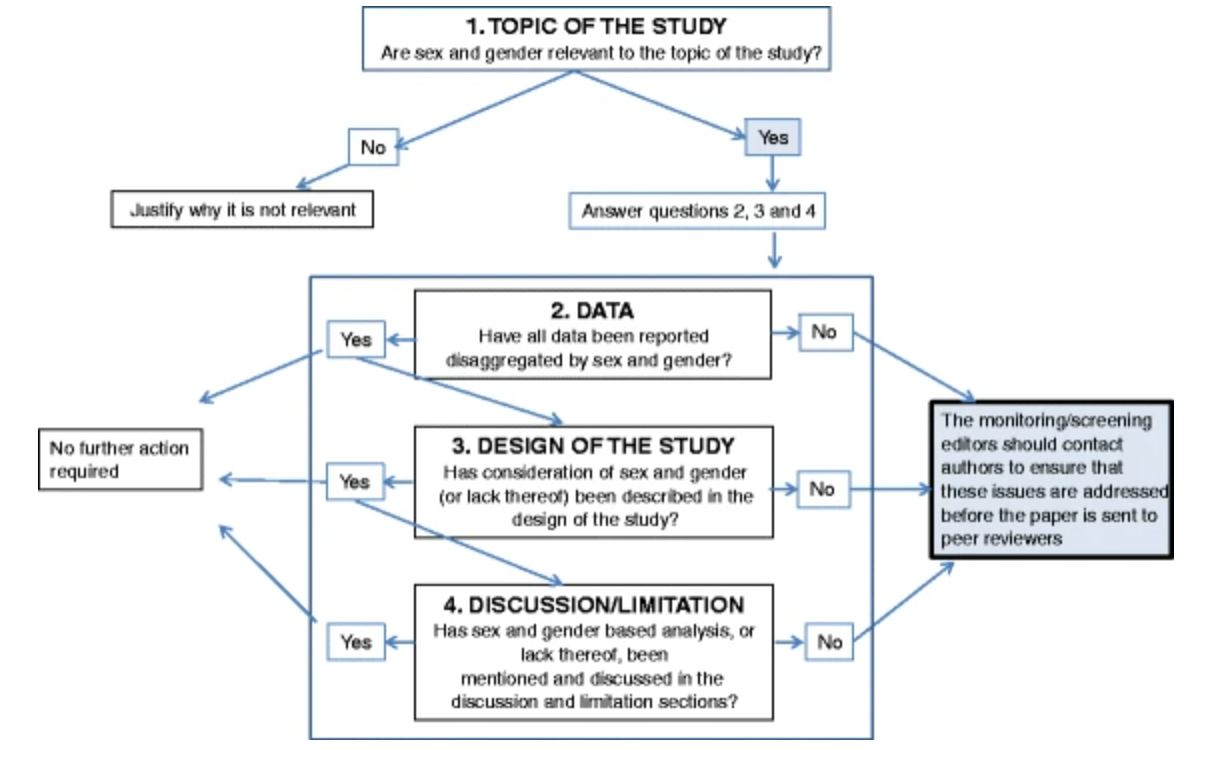 1. TOPIC OF THE STUDY
Are sex and gender relevant to the topic of the study?
No
Yes
Justify why it is not relevant
Answer questions 2, 3 and 4
2. DATA
Have all data been reported
disaggregated by sex and gender?
Yes
No
3. DESIGN OF THE STUDY
Has consideration of sex and gender
(or lack thereof) been described in the
design of the study?
Yes
No
4. DISCUSSION/LIMITATION
Has sex and gender based analysis, or
lack thereof, been
mentioned and discussed in the
discussion and limitation sections?
Yes
No
No further action
required
The monitoring/screening
editors should contact
authors to ensure that
these issues are addressed
before the paper is sent to
peer reviewers